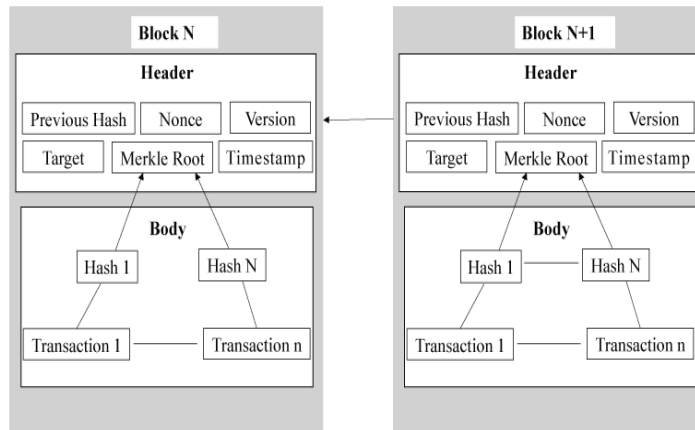 Block N
Header
Previous Hash
Nonce
Version
Target
Merkle Root
Timestamp
Body
Hash 1
Hash N
Transaction 1
Transaction n
Block N+1
Header
Previous Hash
Nonce
Version
Target
Merkle Root
Timestamp
Body
Hash 1
Hash N
Transaction 1
Transaction n